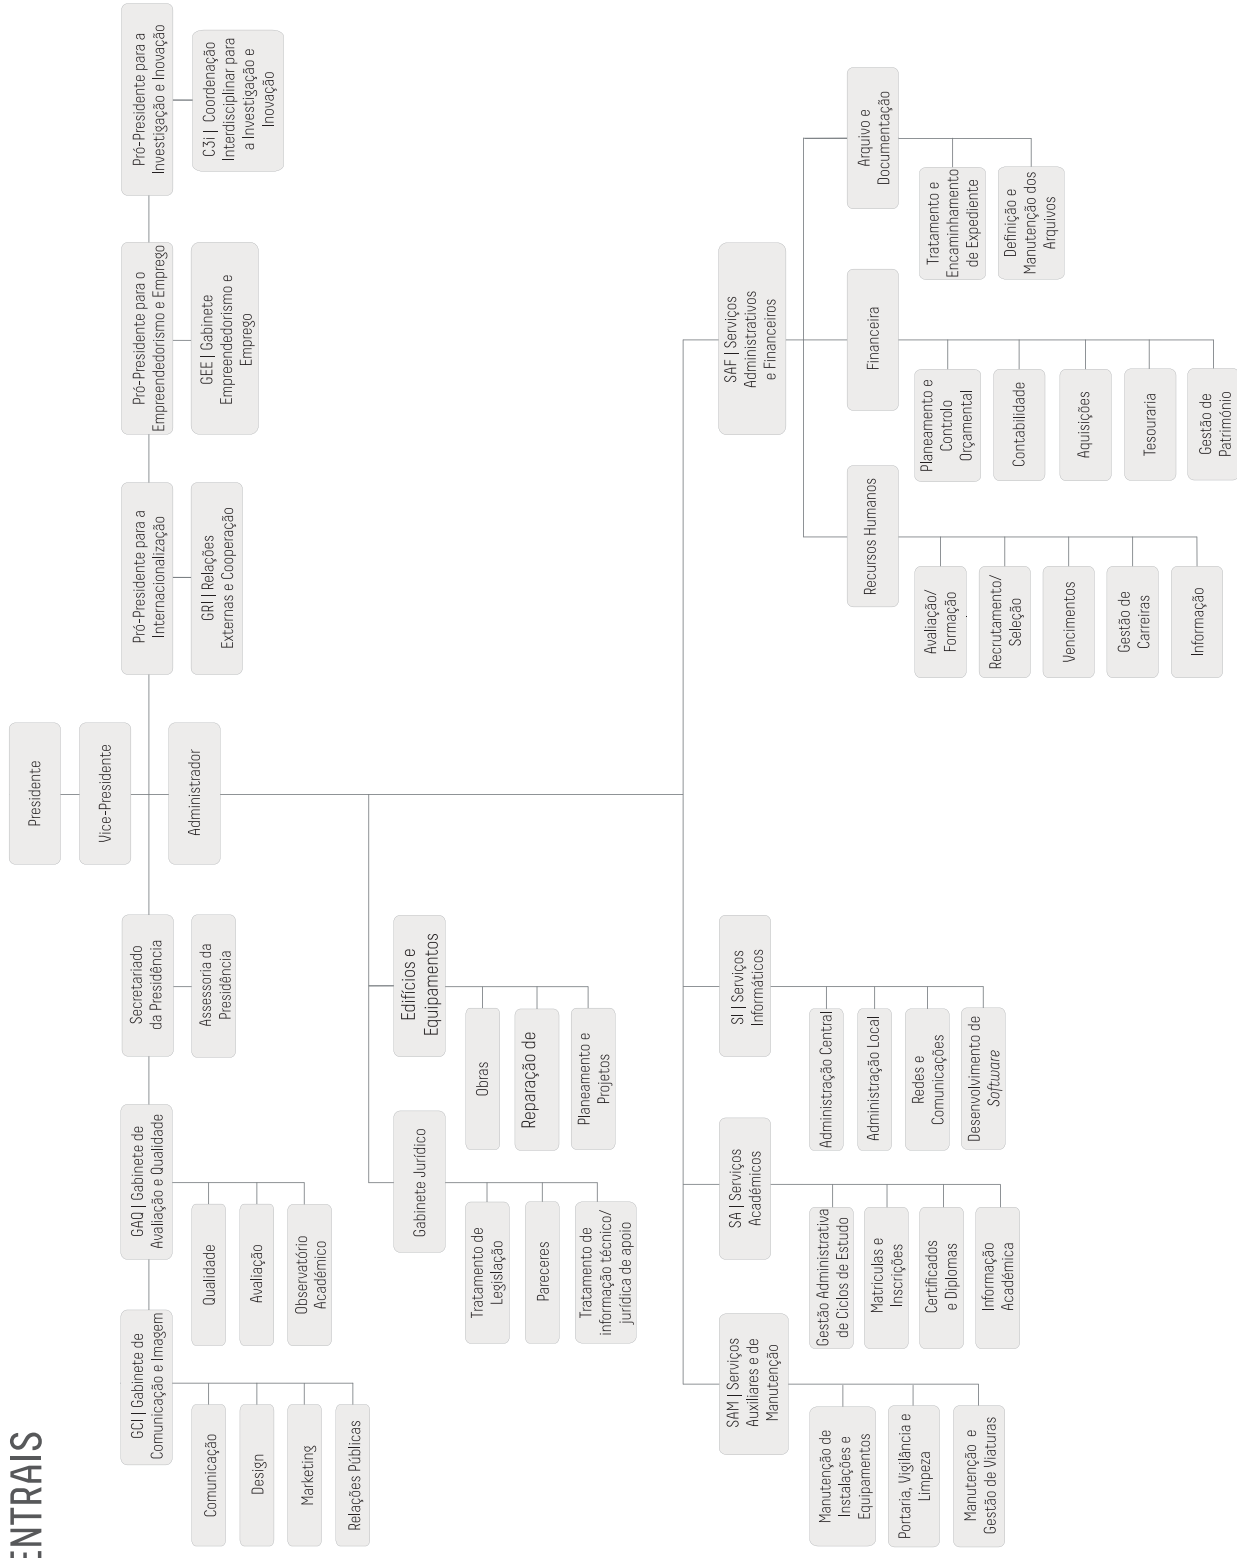 ENTRAIS
Presidente
Vice-Presidente
Administrador
GCI | Gabinete de
Comunicação e Imagem
Comunicação
Design
Marketing
Relações Públicas
GAQ | Gabinete de
Avaliação e Qualidade
Qualidade
Avaliação
Observatório
Académico
Secretariado
da Presidência
Assessoria da
Presidência
Pró-Presidente para a
Internacionalização
GRI | Relações
Externas e Cooperação
Pró-Presidente para o
Empreendedorismo e Emprego
GEE | Gabinete
Empreendedorismo e
Emprego
Pró-Presidente para a
Investigação e Inovação
C3i | Coordenação
Interdisciplinar para
a Investigação e
Inovação
Gabinete Jurídico
Tratamento de
Legislação
Pareceres
Tratamento de
informação técnico/
jurídica de apoio
Edifícios e
Equipamentos
Obras
Reparação de
Planeamento e
Projetos
SAM | Serviços
Auxiliares e de
Manutenção
Manutenção de
Instalações e
Equipamentos
Portaria, Vigilância e
Limpeza
Manutenção e
Gestão de Viaturas
SA | Serviços
Académicos
Gestão Administrativa
de Ciclos de Estudo
Matriculas e
Inscrições
Certificados
e Diplomas
Informação
Académica
SI | Serviços
Informáticos
Administração Central
Administração Local
Redes e
Comunicações
Desenvolvimento de
Software
SAF | Serviços
Administrativos
e Financeiros
Recursos Humanos
Avaliação/
Formação
Recrutamento/
Seleção
Vencimentos
Gestão de
Carreiras
Informação
Financeira
Planeamento e
Controlo
Orçamental
Contabilidade
Aquisições
Tesouraria
Gestão de
Património
Arquivo e
Documentação
Tratamento e
Encaminhamento
de Expediente
Definição e
Manutenção dos
Arquivos